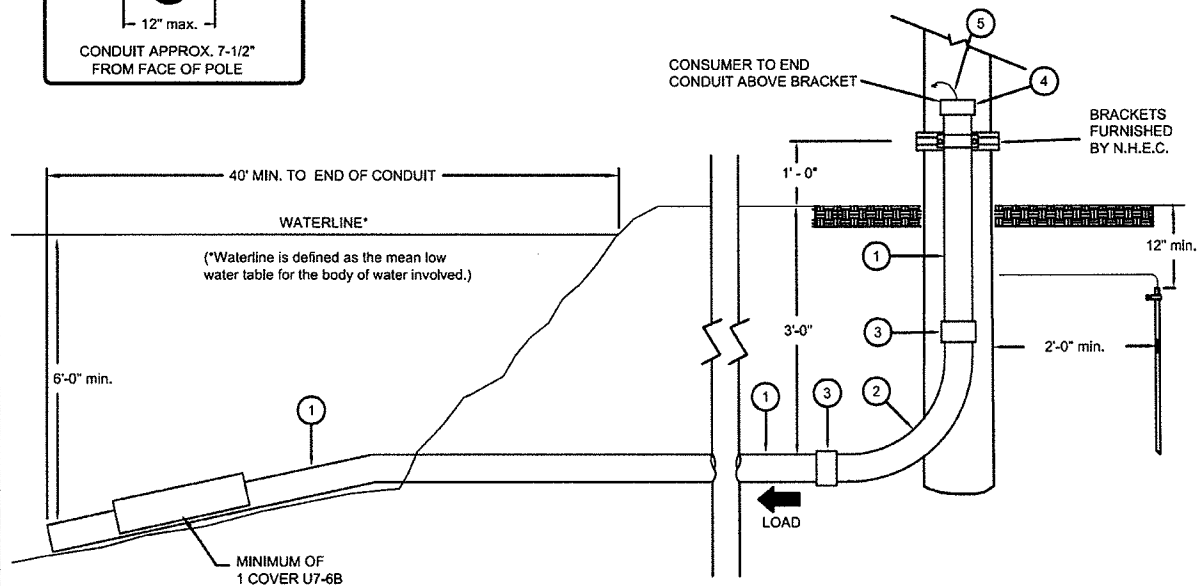 12" max.
CONDUIT APPROX. 7-1/2"
FROM FACE OF POLE
5
CONSUMER TO END
CONDUIT ABOVE BRACKET
4
BRACKETS
FURNISHED
BY N.H.E.C.
40' MIN. TO END OF CONDUIT
1'-0"
WATERLINE*
(*Waterline is defined as the mean low
water table for the body of water involved.)
12" min.
1
3'-0"
3
2'-0" min.
6'-0" min.
1
1
3
2
LOAD
MINIMUM OF
1 COVER U7-6B